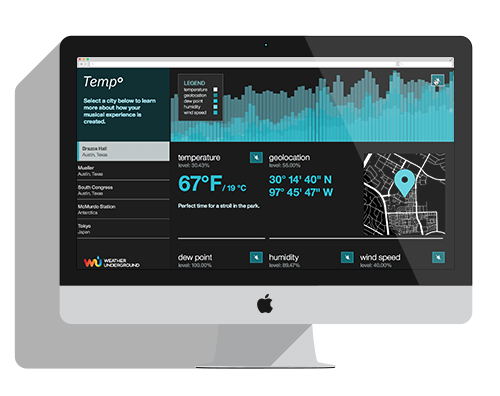 Temp°
Select a city below to learn
more about how your
musical experience is
created.
Brazos Hall
Austin, Texas
Mueller
Austin, Texas
South Congress
Austin, Texas
McMurdo Station
Antarctica
Tokyo
Japan
WEATHER
UNDERGROUND
LEGEND
temperature
geolocation
dew point
humidity
wind speed
temperature
level: 30.43%
67°F / 19 °C
Perfect time for a stroll in the park.
geolocation
level: 55.00%
30° 14' 40" N
97° 45' 47" W
dew point
level: 100.00%
humidity
level: 89.47%
wind speed
level: 40.00%